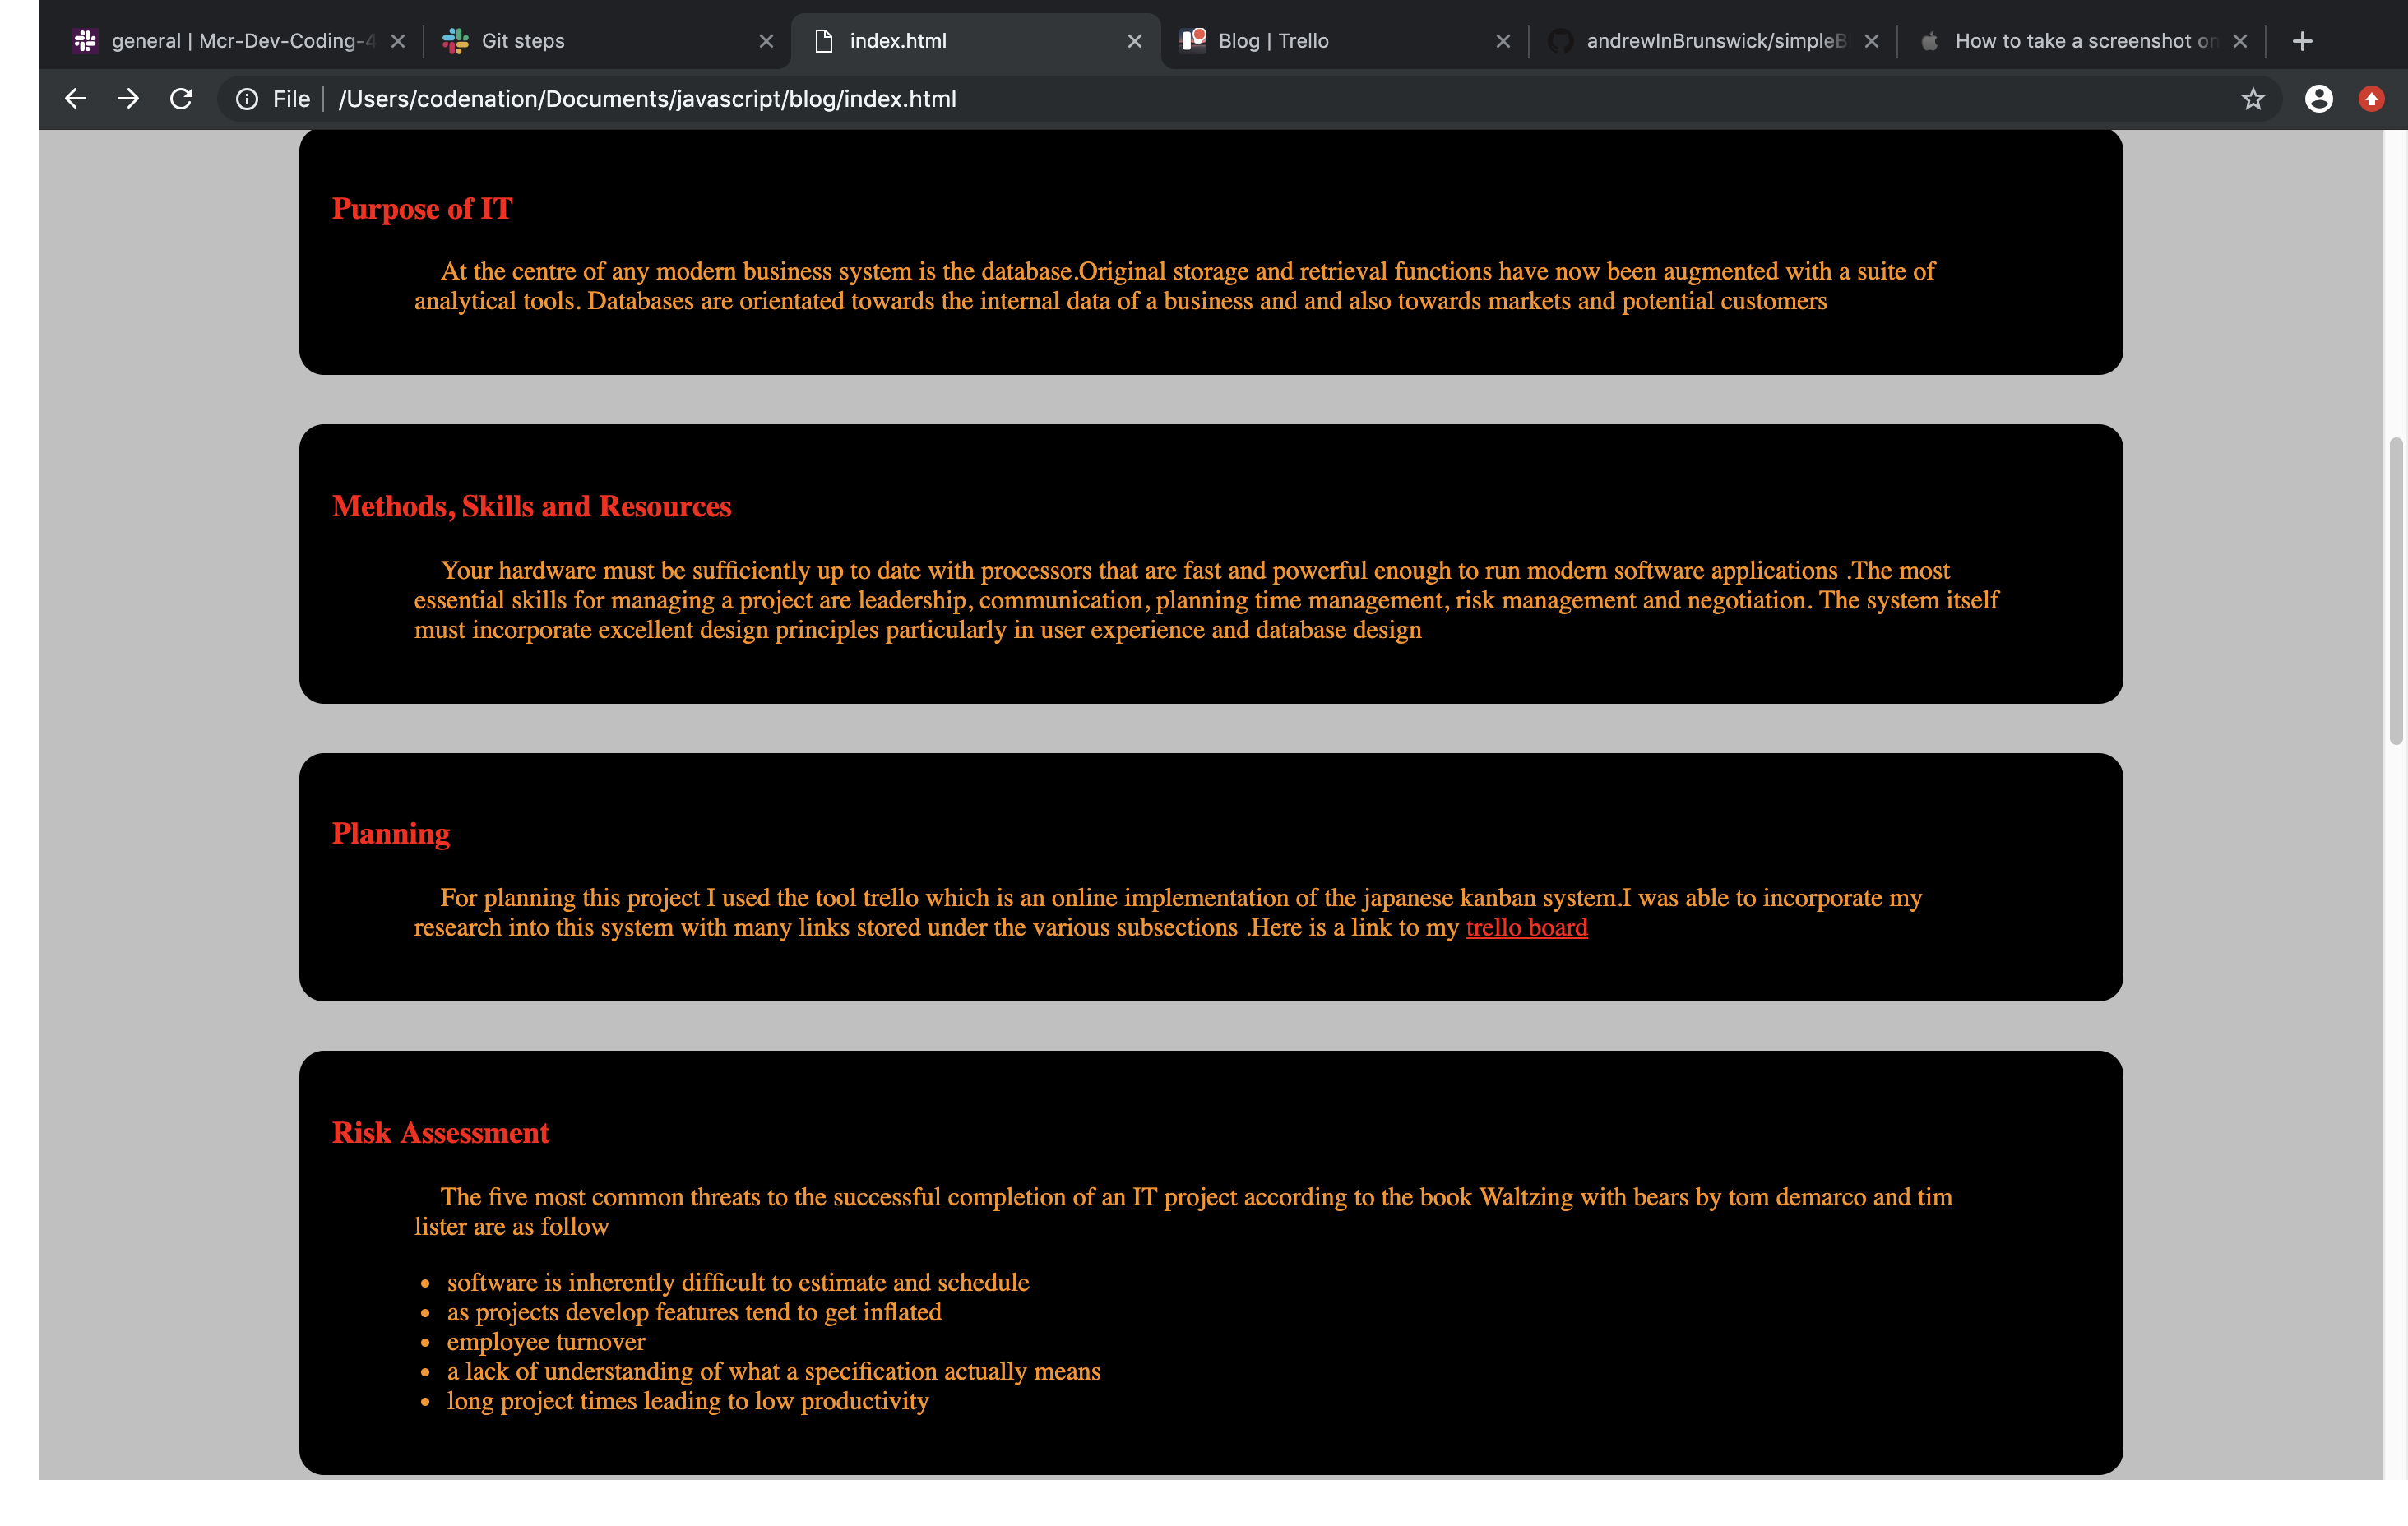 general | Mcr-Dev-Coding-4
Git steps
index.html
Blog | Trello
andrewInBrunswick/simpleB
How to take a screenshot on
File
/Users/codenation/Documents/javascript/blog/index.html
Purpose of IT
At the centre of any modern business system is the database.Original storage and retrieval functions have now been augmented with a suite of
analytical tools. Databases are orientated towards the internal data of a business and and also towards markets and potential customers
Methods, Skills and Resources
Your hardware must be sufficiently up to date with processors that are fast and powerful enough to run modern software applications .The most
essential skills for managing a project are leadership, communication, planning time management, risk management and negotiation. The system itself
must incorporate excellent design principles particularly in user experience and database design
Planning
For planning this project I used the tool trello which is an online implementation of the japanese kanban system.I was able to incorporate my
research into this system with many links stored under the various subsections .Here is a link to my trello board
Risk Assessment
The five most common threats to the successful completion of an IT project according to the book Waltzing with bears by tom demarco and tim
lister are as follow
• software is inherently difficult to estimate and schedule
• as projects develop features tend to get inflated
• employee turnover
• a lack of understanding of what a specification actually means
• long project times leading to low productivity